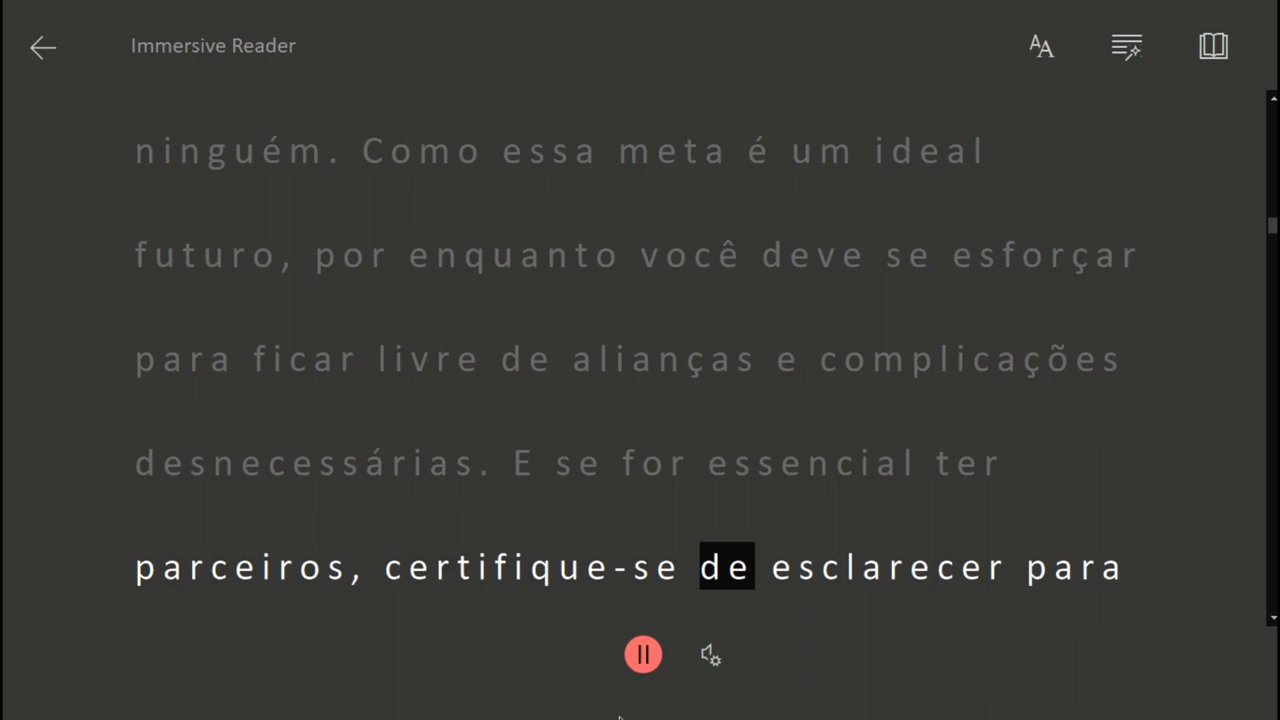 Immersive Reader
ninguém. Como essa meta é um ideal
futuro, por enquanto você deve se esforçar
para ficar livre de alianças e complicações
desnecessárias. E se for essencial ter
parceiros, certifique-se de esclarecer para